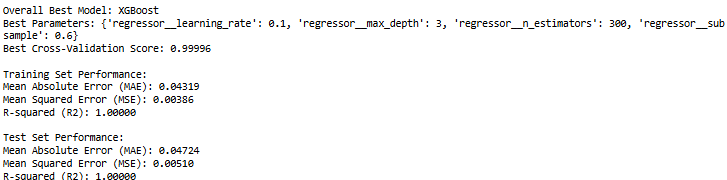 Overall Best Model: XGBoost
Best Parameters: {'regressor__learning_rate': 0.1, 'regressor__max_depth': 3, 'regressor__n_estimators': 300, 'regressor__sub
sample': 0.6}
Best Cross-Validation Score: 0.99996
Training Set Performance:
Mean Absolute Error (MAE): 0.04319
Mean Squared Error (MSE): 0.00386
R-squared (R2): 1.00000
Test Set Performance:
Mean Absolute Error (MAE): 0.04724
Mean Squared Error (MSE): 0.00510
R-squared (R2): 1.00000